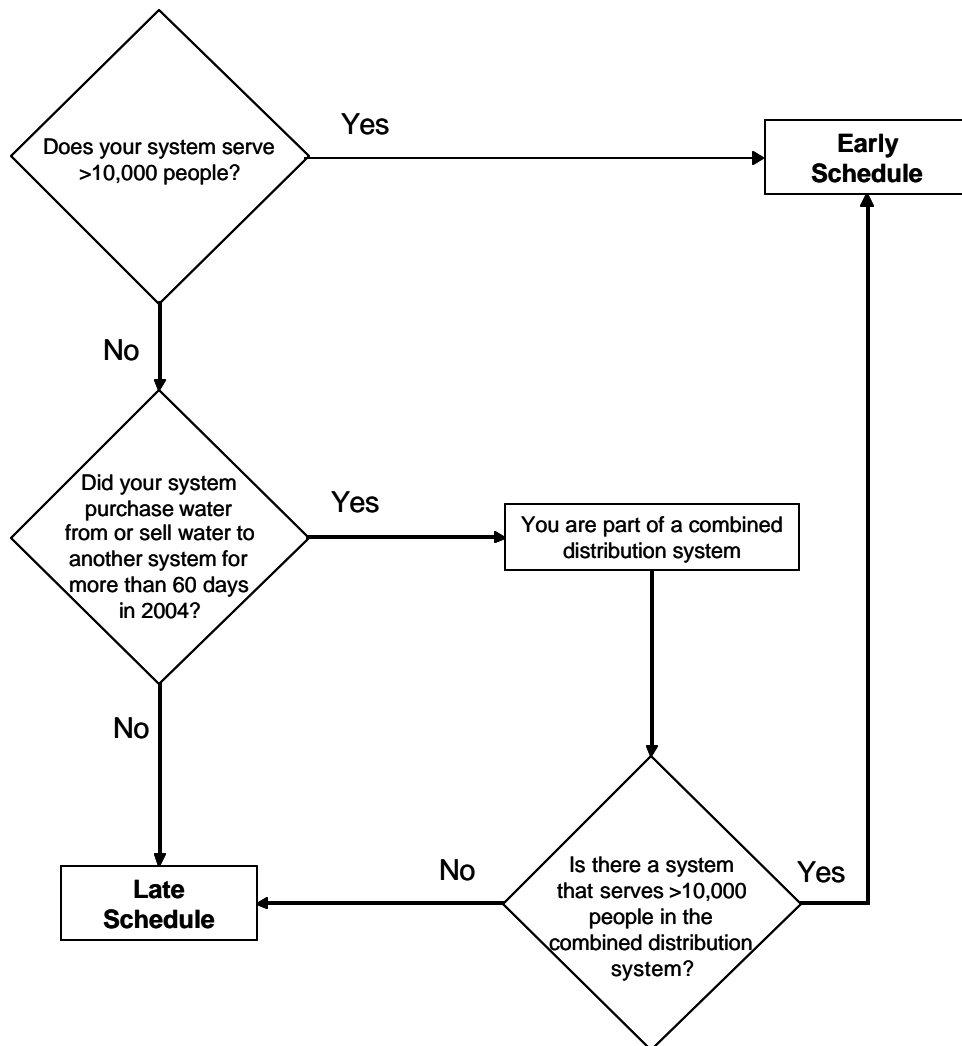 Does your system serve
>10,000 people?
Yes
Early
Schedule
No
Did your system
purchase water
from or sell water to
another system for
more than 60 days
in 2004?
Yes
You are part of a combined
distribution system
No
Late
Schedule
No
Is there a system
that serves >10,000
people in the
combined distribution
system?
Yes